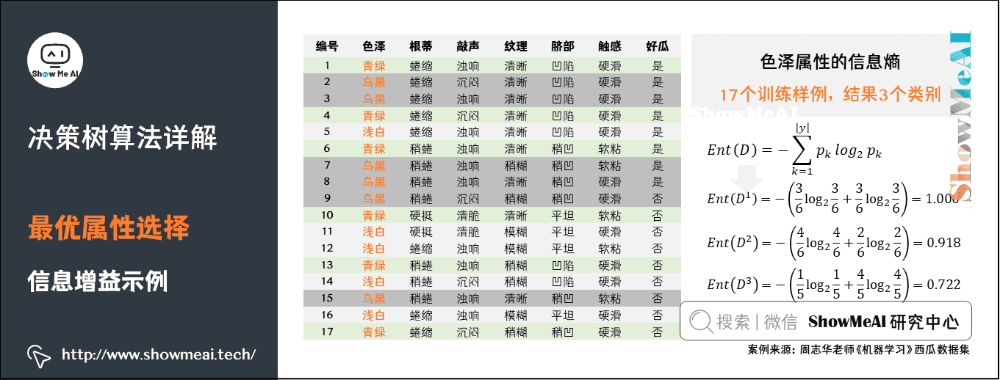 Show Me AI
决策树算法详解
最优属性选择
信息增益示例
http://www.showmeai.tech/
编号 色泽 根蒂 敲声 纹理 脐部 触感 好瓜
1 青绿 蜷缩 浊响 清晰 凹陷 硬滑 是
2 乌黑 蜷缩 沉闷 清晰 凹陷 硬滑 是
3 乌黑 蜷缩 浊响 清晰 凹陷 硬滑 是
4 青绿 蜷缩 沉闷 清晰 凹陷 硬滑 是
5 浅白 蜷缩 浊响 清晰 凹陷 硬滑 是
6 青绿 稍蜷 浊响 清晰 稍凹 软粘 是
7 乌黑 稍蜷 浊响 稍糊 稍凹 软粘 是
8 乌黑 稍蜷 浊响 清晰 稍凹 硬滑 是
9 乌黑 稍蜷 沉闷 稍糊 稍凹 硬滑 否
10 青绿 硬挺 清脆 清晰 平坦 软粘 否
11 浅白 硬挺 清脆 模糊 平坦 硬滑 否
12 浅白 蜷缩 浊响 模糊 平坦 软粘 否
13 青绿 稍蜷 浊响 稍糊 凹陷 硬滑 否
14 浅白 稍蜷 沉闷 稍糊 凹陷 硬滑 否
15 乌黑 稍蜷 浊响 清晰 稍凹 软粘 否
16 浅白 蜷缩 浊响 模糊 平坦 硬滑 否
17 青绿 蜷缩 沉闷 稍糊 稍凹 硬滑 否
色泽属性的信息熵
17个训练样例，结果3个类别
ShowMeAI
Ent(D) = −∑_{k=1}^{|y|} p_k log_2 p_k
Ent(D^1) = −(3/6 log_2 3/6 + 3/6 log_2 3/6) = 1.000
Ent(D^2) = −(4/6 log_2 4/6 + 2/6 log_2 2/6) = 0.918
Ent(D^3) = −(1/5 log_2 1/5 + 4/5 log_2 4/5) = 0.722
ShowMeAI
搜索 | 微信 ShowMeAI 研究中心
案例来源：周志华老师《机器学习》西瓜数据集